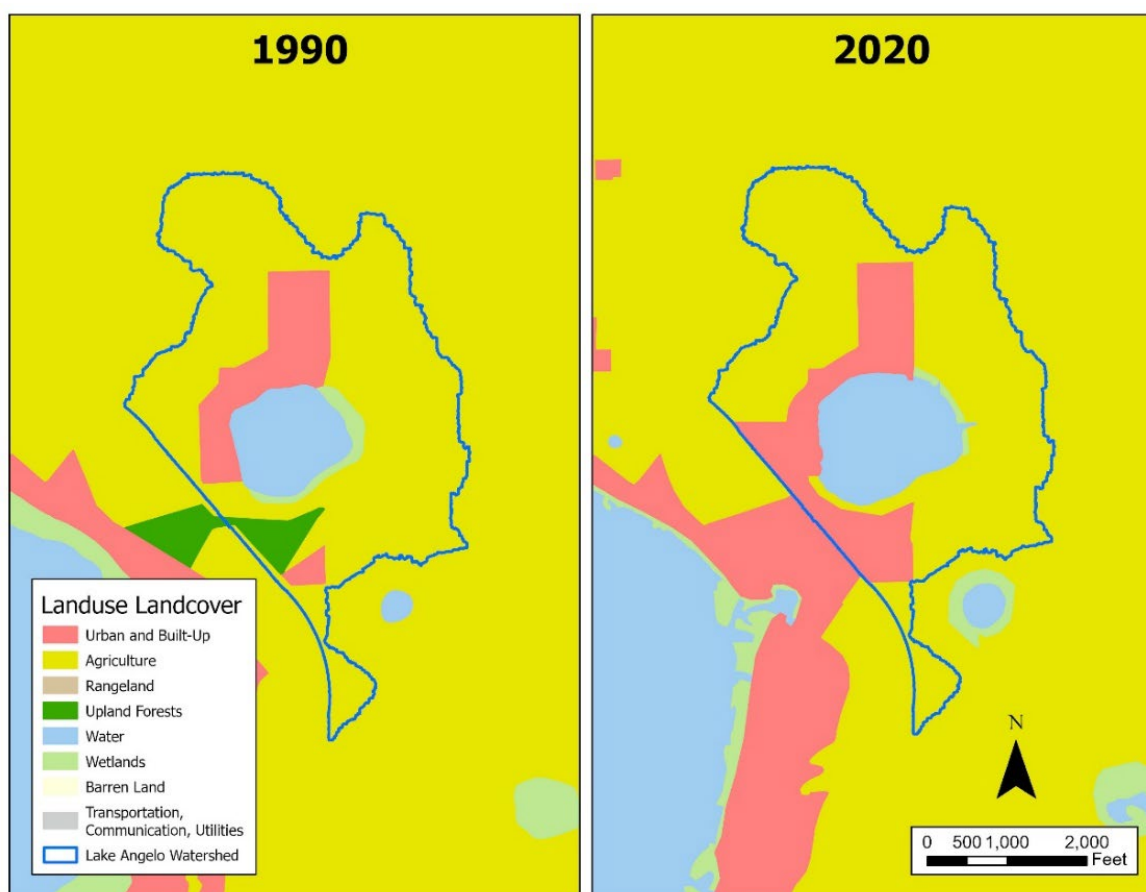 1990
2020
Landuse Landcover
Urban and Built-Up
Agriculture
Rangeland
Upland Forests
Water
Wetlands
Barren Land
Transportation,
Communication, Utilities
Lake Angelo Watershed
N
0 500 1,000 2,000
Feet